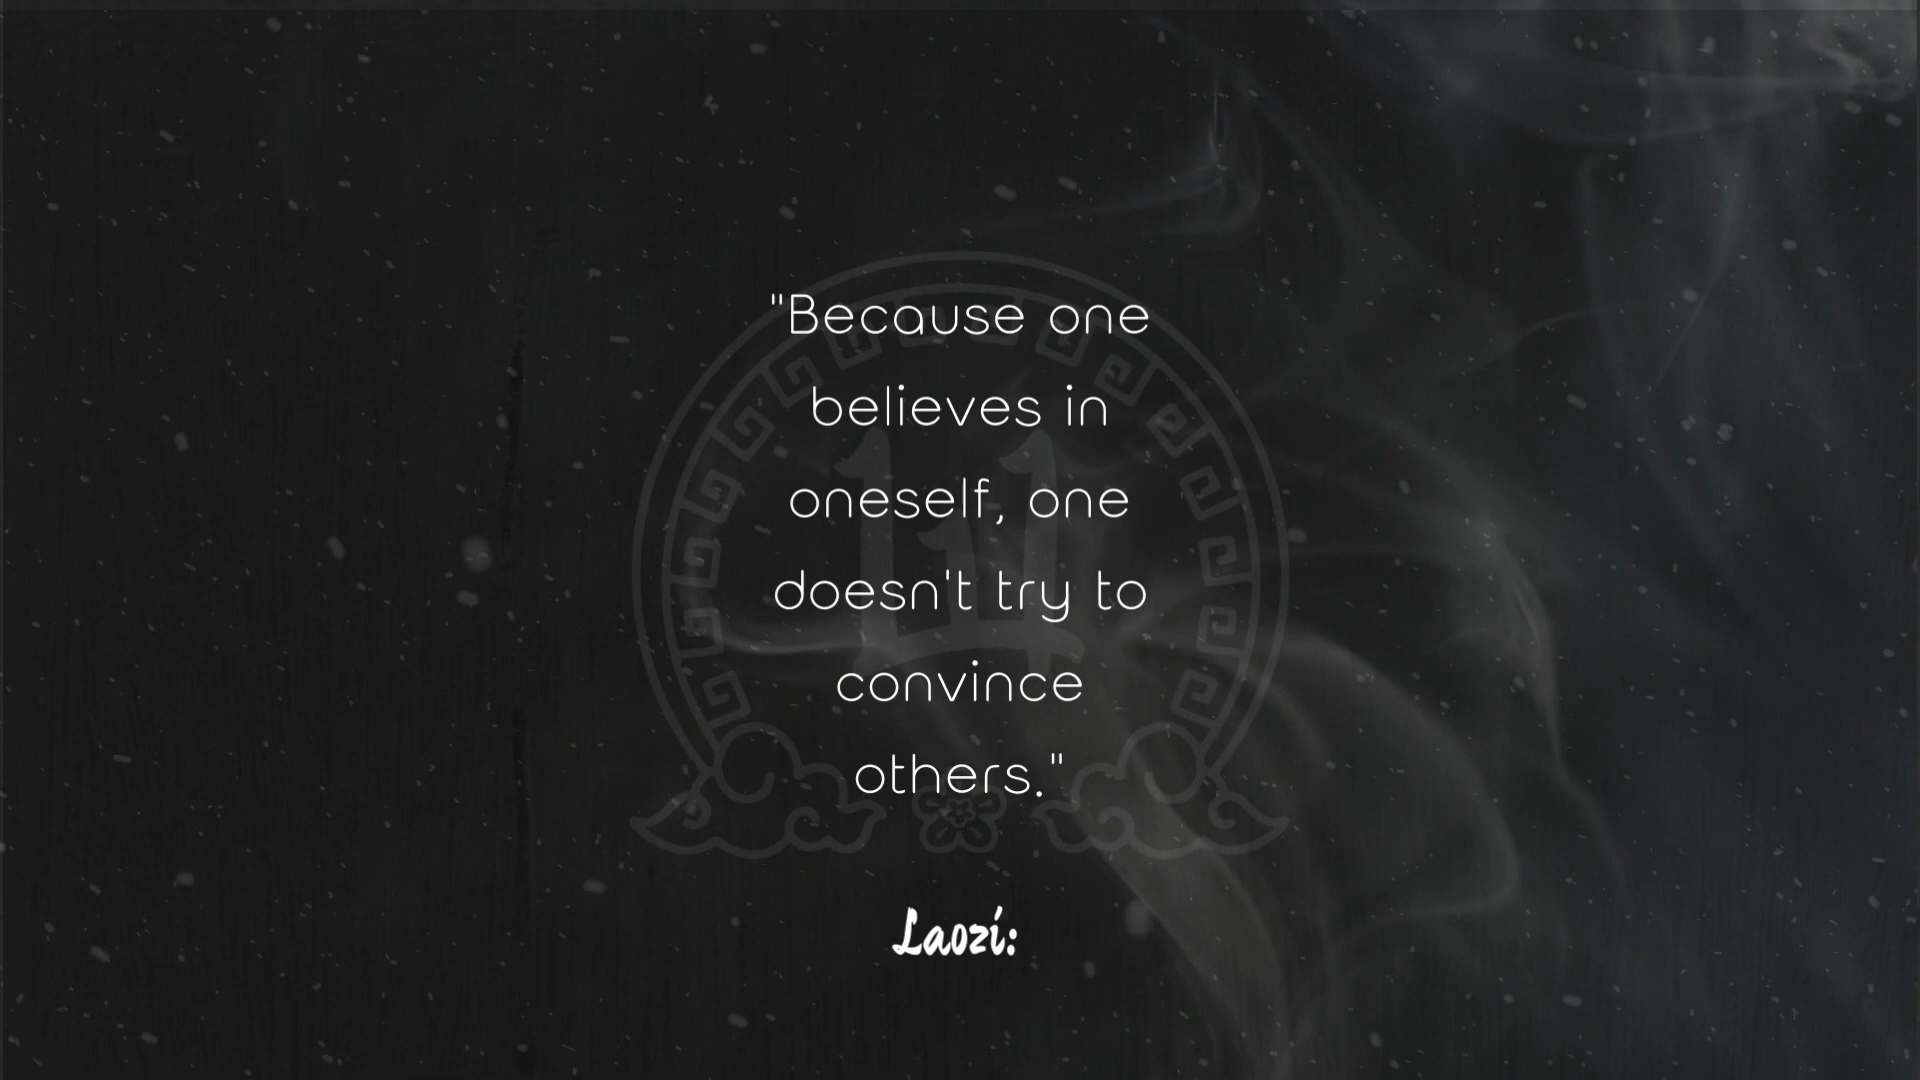 "Because one
believes in
oneself, one
doesn't try to
convince
others."
Laozi: